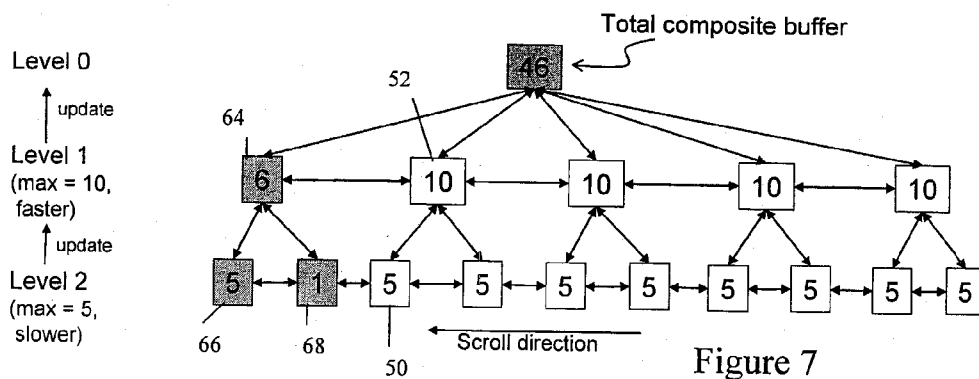 Total composite buffer
Level 0
46
update
52
64
Level 1
(max = 10,
faster)
6 10 10 10 10
update
Level 2
(max = 5,
slower)
5 1 5 5 5 5 5 5 5 5
66 68 50
Scroll direction
Figure 7